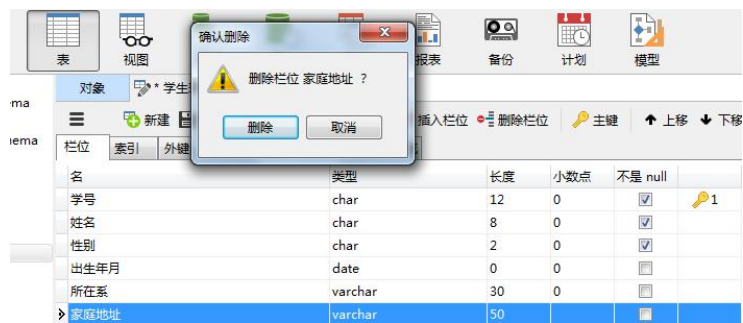 确认删除
表 视图 报表 备份 计划 模型
删除栏位 家庭地址 ?
对象 * 学生
ma
新建 插入栏位 删除栏位 主键 上移 下移
删除 取消
ema
栏位 索引 外键
名 类型 长度 小数点 不是 null
学号 char 12 0 1
姓名 char 8 0
性别 char 2 0
出生年月 date 0 0
所在系 varchar 30 0
家庭地址 varchar 50